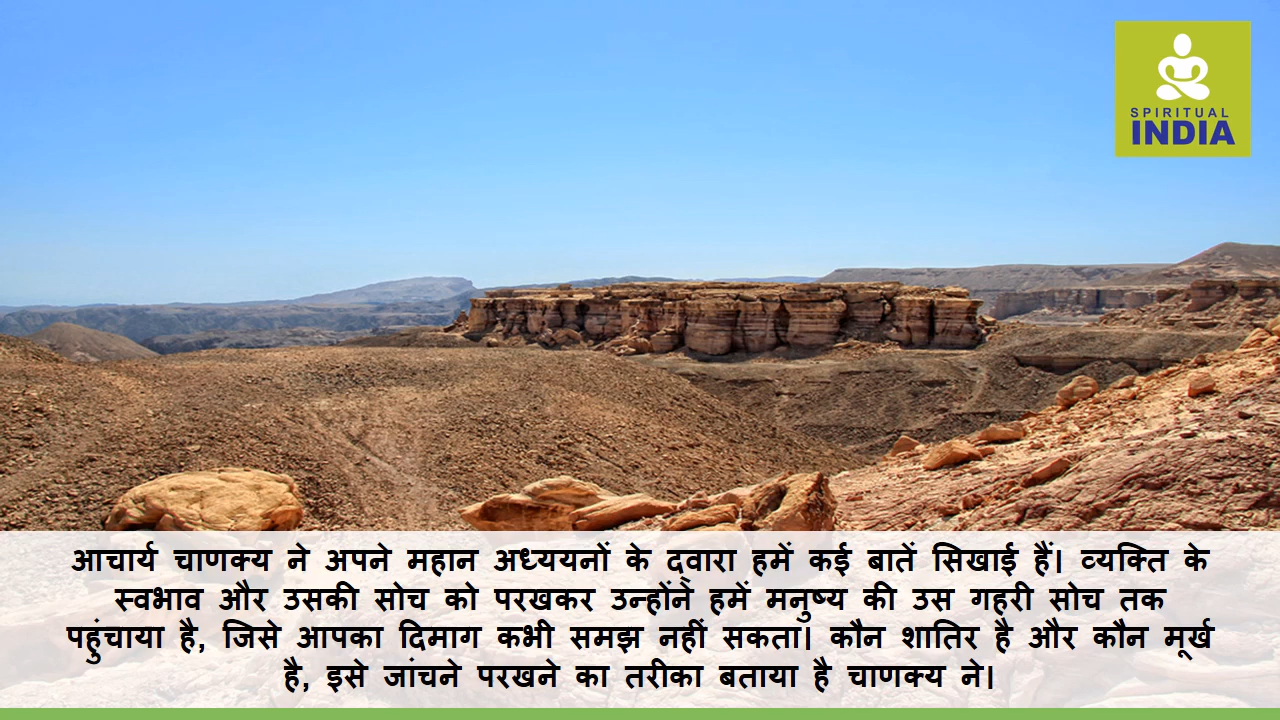 SPIRITUAL
INDIA
आचार्य चाणक्य ने अपने महान अध्ययनों के द्वारा हमें कई बातें सिखाई हैं। व्यक्ति के
स्वभाव और उसकी सोच को परखकर उन्होंने हमें मनुष्य की उस गहरी सोच तक
पहुंचाया है, जिसे आपका दिमाग कभी समझ नहीं सकता। कौन शातिर है और कौन मूर्ख
है, इसे जांचने परखने का तरीका बताया है चाणक्य ने।